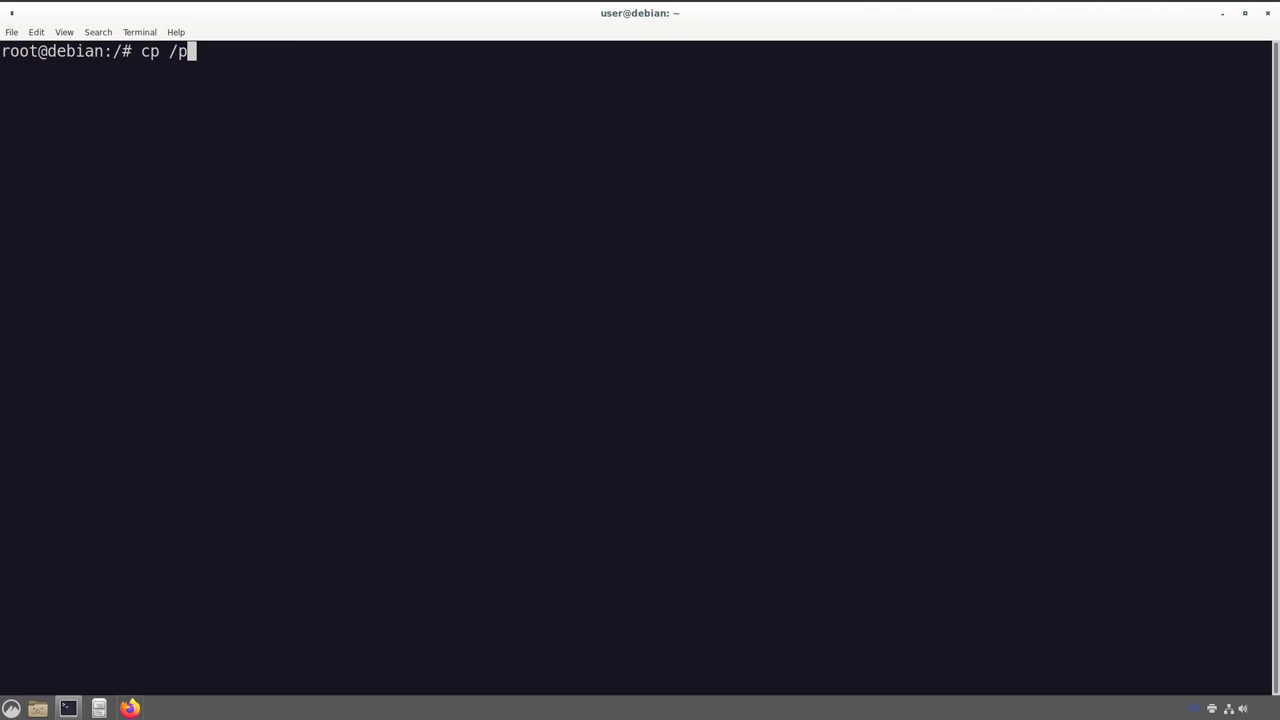 user@debian: ~
File Edit View Search Terminal Help
root@debian:/# cp /p